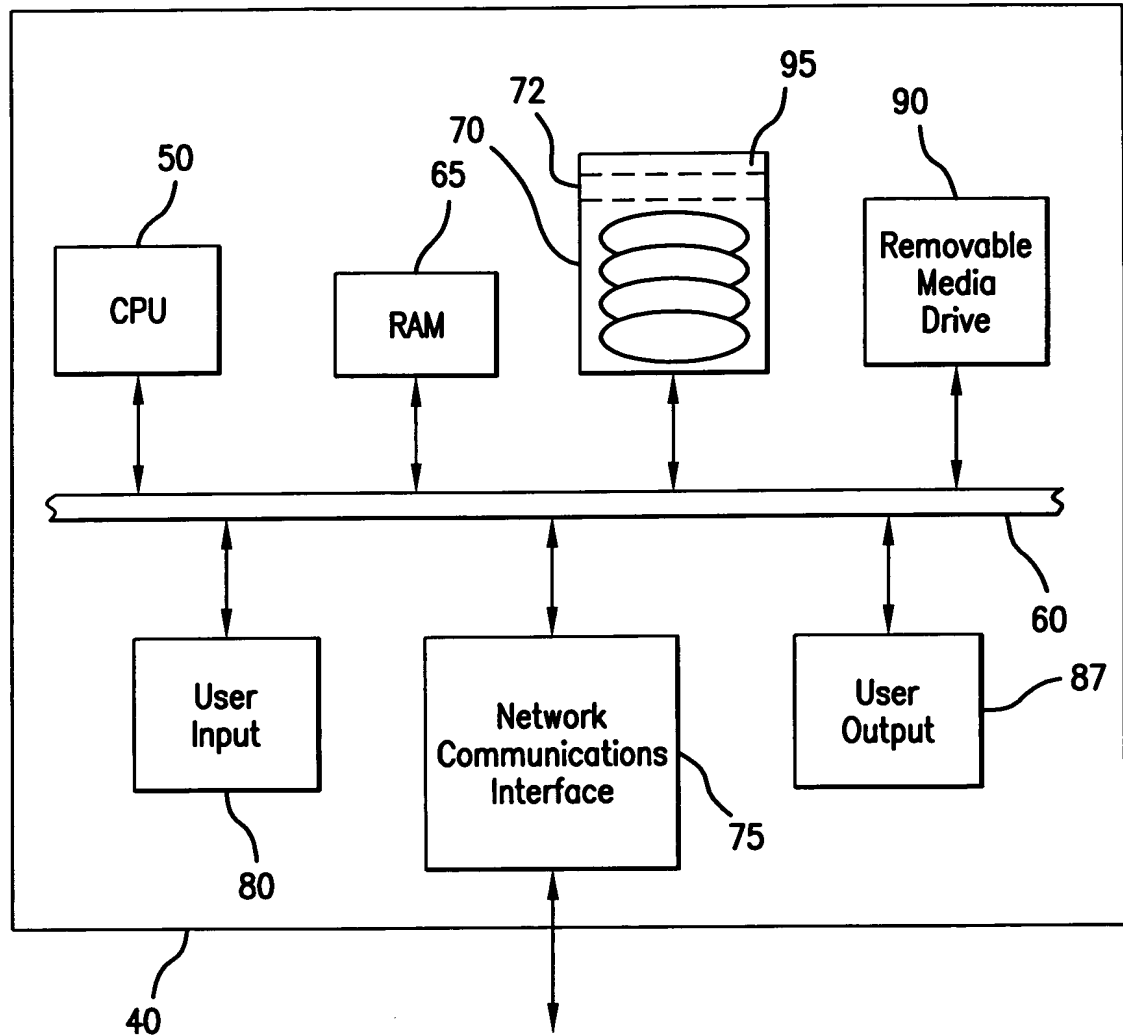 95
72
90
70
50
65
CPU
RAM
Removable
Media
Drive
60
User
Input
Network
Communications
Interface
User
Output
87
75
80
40